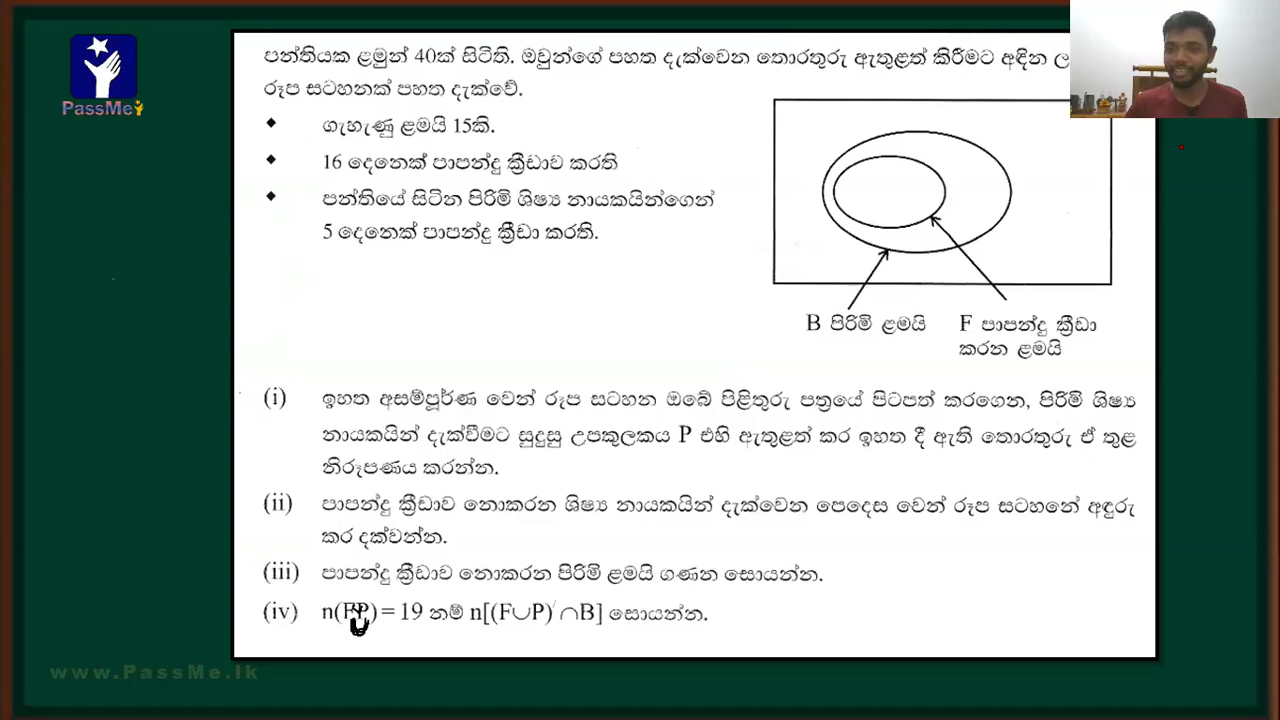 PassMe
පන්තියක ළමුන් 40ක් සිටිති. ඔවුන්ගේ පහත දැක්වෙන තොරතුරු ඇතුළත් කිරීමට අඳින
රූප සටහනක් පහත දැක්වේ.
ගැහැණු ළමයි 15කි.
16 දෙනෙක් පාපන්දු ක්‍රීඩාව කරති
පන්තියේ සිටින පිරිමි ශිෂ්‍ය නායකයින්ගෙන්
5 දෙනෙක් පාපන්දු ක්‍රීඩා කරති.
B පිරිමි ළමයි
F පාපන්දු ක්‍රීඩා
කරන ළමයි
(i) ඉහත අසම්පූර්ණ වෙන් රූප සටහන ඔබේ පිළිතුරු පත්‍රයේ පිටපත් කරගෙන, පිරිමි ශිෂ්‍ය
නායකයින් දැක්වීමට සුදුසු උපකුලකය P එහි ඇතුළත් කර ඉහත දී ඇති තොරතුරු ඒ තුළ
නිරූපණය කරන්න.
(ii) පාපන්දු ක්‍රීඩාව නොකරන ශිෂ්‍ය නායකයින් දැක්වෙන පෙදෙස වෙන් රූප සටහනේ අඳුරු
කර දක්වන්න.
(iii) පාපන්දු ක්‍රීඩාව නොකරන පිරිමි ළමයි ගණන සොයන්න.
(iv) n(FP) = 19 නම් n[(F∪P)′ ∩B] සොයන්න.
www.PassMe.lk